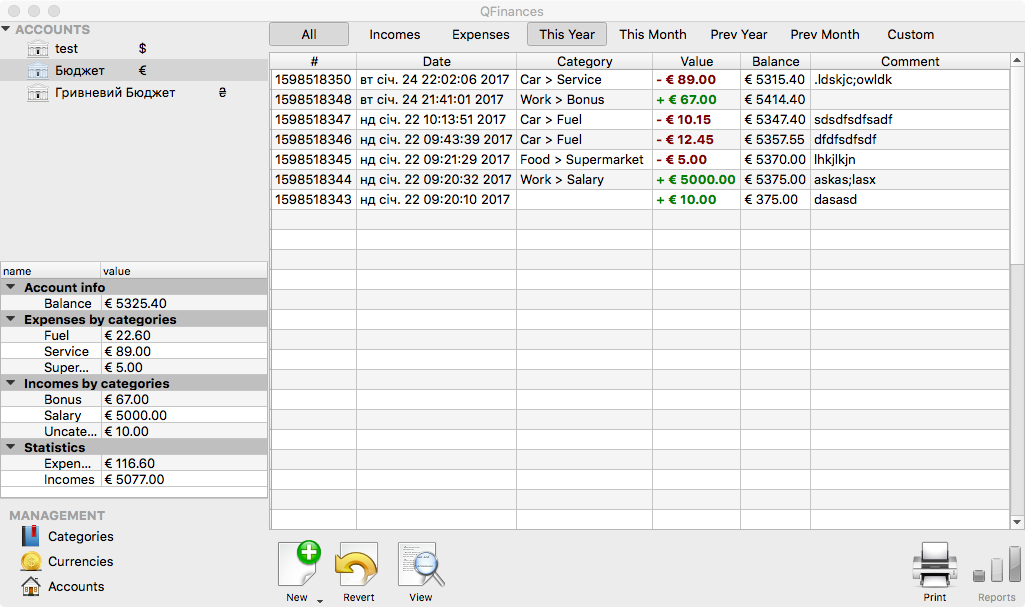 QFinances
ACCOUNTS
test $
Бюджет €
Гривневий Бюджет ₴
All Incomes Expenses This Year This Month Prev Year Prev Month Custom
# Date Category Value Balance Comment
1598518350 вт січ. 24 22:02:06 2017 Car > Service - € 89.00 € 5315.40 .ldskjc;owldk
1598518348 вт січ. 24 21:41:01 2017 Work > Bonus + € 67.00 € 5414.40
1598518347 нд січ. 22 10:13:51 2017 Car > Fuel - € 10.15 € 5347.40 sdsdfsdfsadf
1598518346 нд січ. 22 09:43:39 2017 Car > Fuel - € 12.45 € 5357.55 dfdfsdfsdf
1598518345 нд січ. 22 09:21:29 2017 Food > Supermarket - € 5.00 € 5370.00 lhkjlkjn
1598518344 нд січ. 22 09:20:32 2017 Work > Salary + € 5000.00 € 5375.00 askas;lasx
1598518343 нд січ. 22 09:20:10 2017 + € 10.00 € 375.00 dasasd
name value
Account info
Balance € 5325.40
Expenses by categories
Fuel € 22.60
Service € 89.00
Super... € 5.00
Incomes by categories
Bonus € 67.00
Salary € 5000.00
Uncate... € 10.00
Statistics
Expen... € 116.60
Incomes € 5077.00
MANAGEMENT
Categories
Currencies
Accounts
New Revert View Print Reports